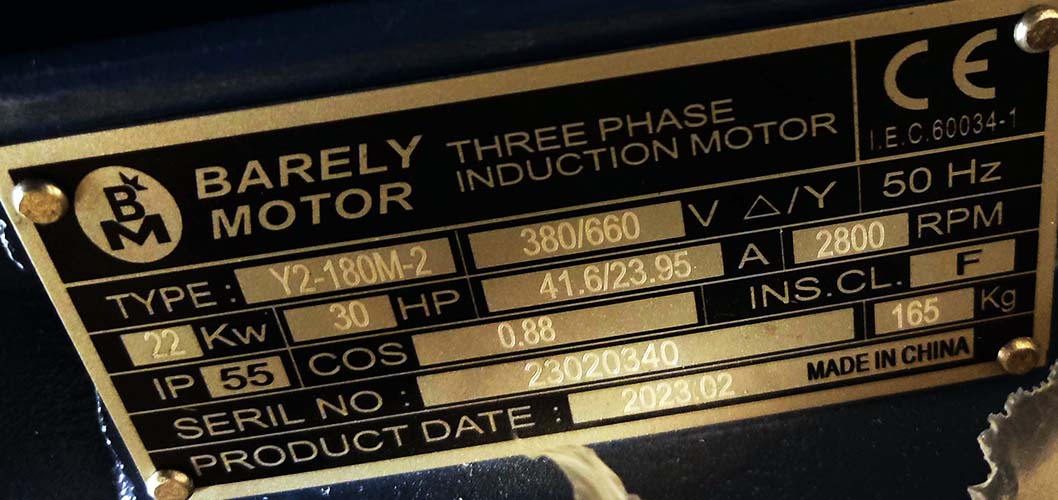 BM
BARELY MOTOR
THREE PHASE INDUCTION MOTOR
CE
I.E.C.60034-1
TYPE : Y2-180M-2 380/660 V △/Y 50 Hz
22 Kw 30 HP 41.6/23.95 A 2800 RPM
IP 55 COS 0.88 INS.CL. F
SERIL NO : 23020340 165 Kg
PRODUCT DATE : 2023.02 MADE IN CHINA